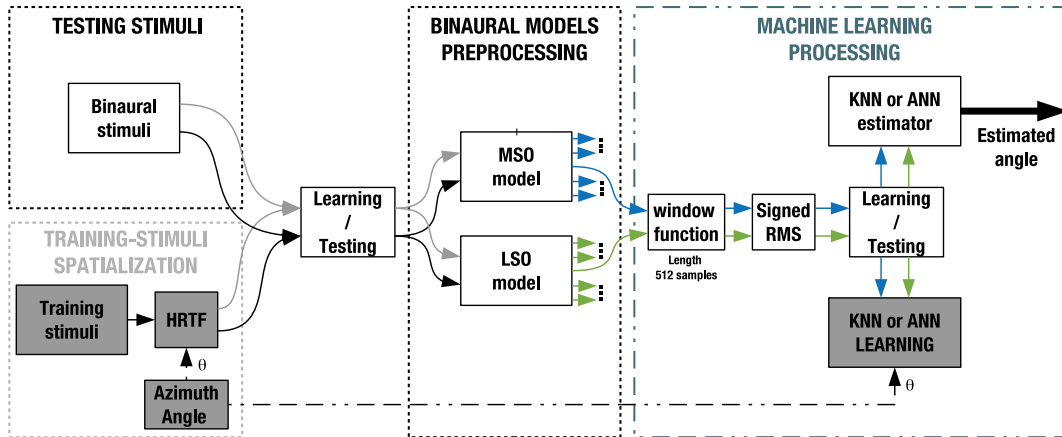 TESTING STIMULI
Binaural
stimuli
TRAINING-STIMULI
SPATIALIZATION
Training
stimuli
HRTF
θ
Azimuth
Angle
Learning
/
Testing
BINAURAL MODELS
PREPROCESSING
MSO
model
LSO
model
MACHINE LEARNING
PROCESSING
window
function
Length
512 samples
Signed
RMS
Learning
/
Testing
KNN or ANN
estimator
Estimated
angle
KNN or ANN
LEARNING
θ